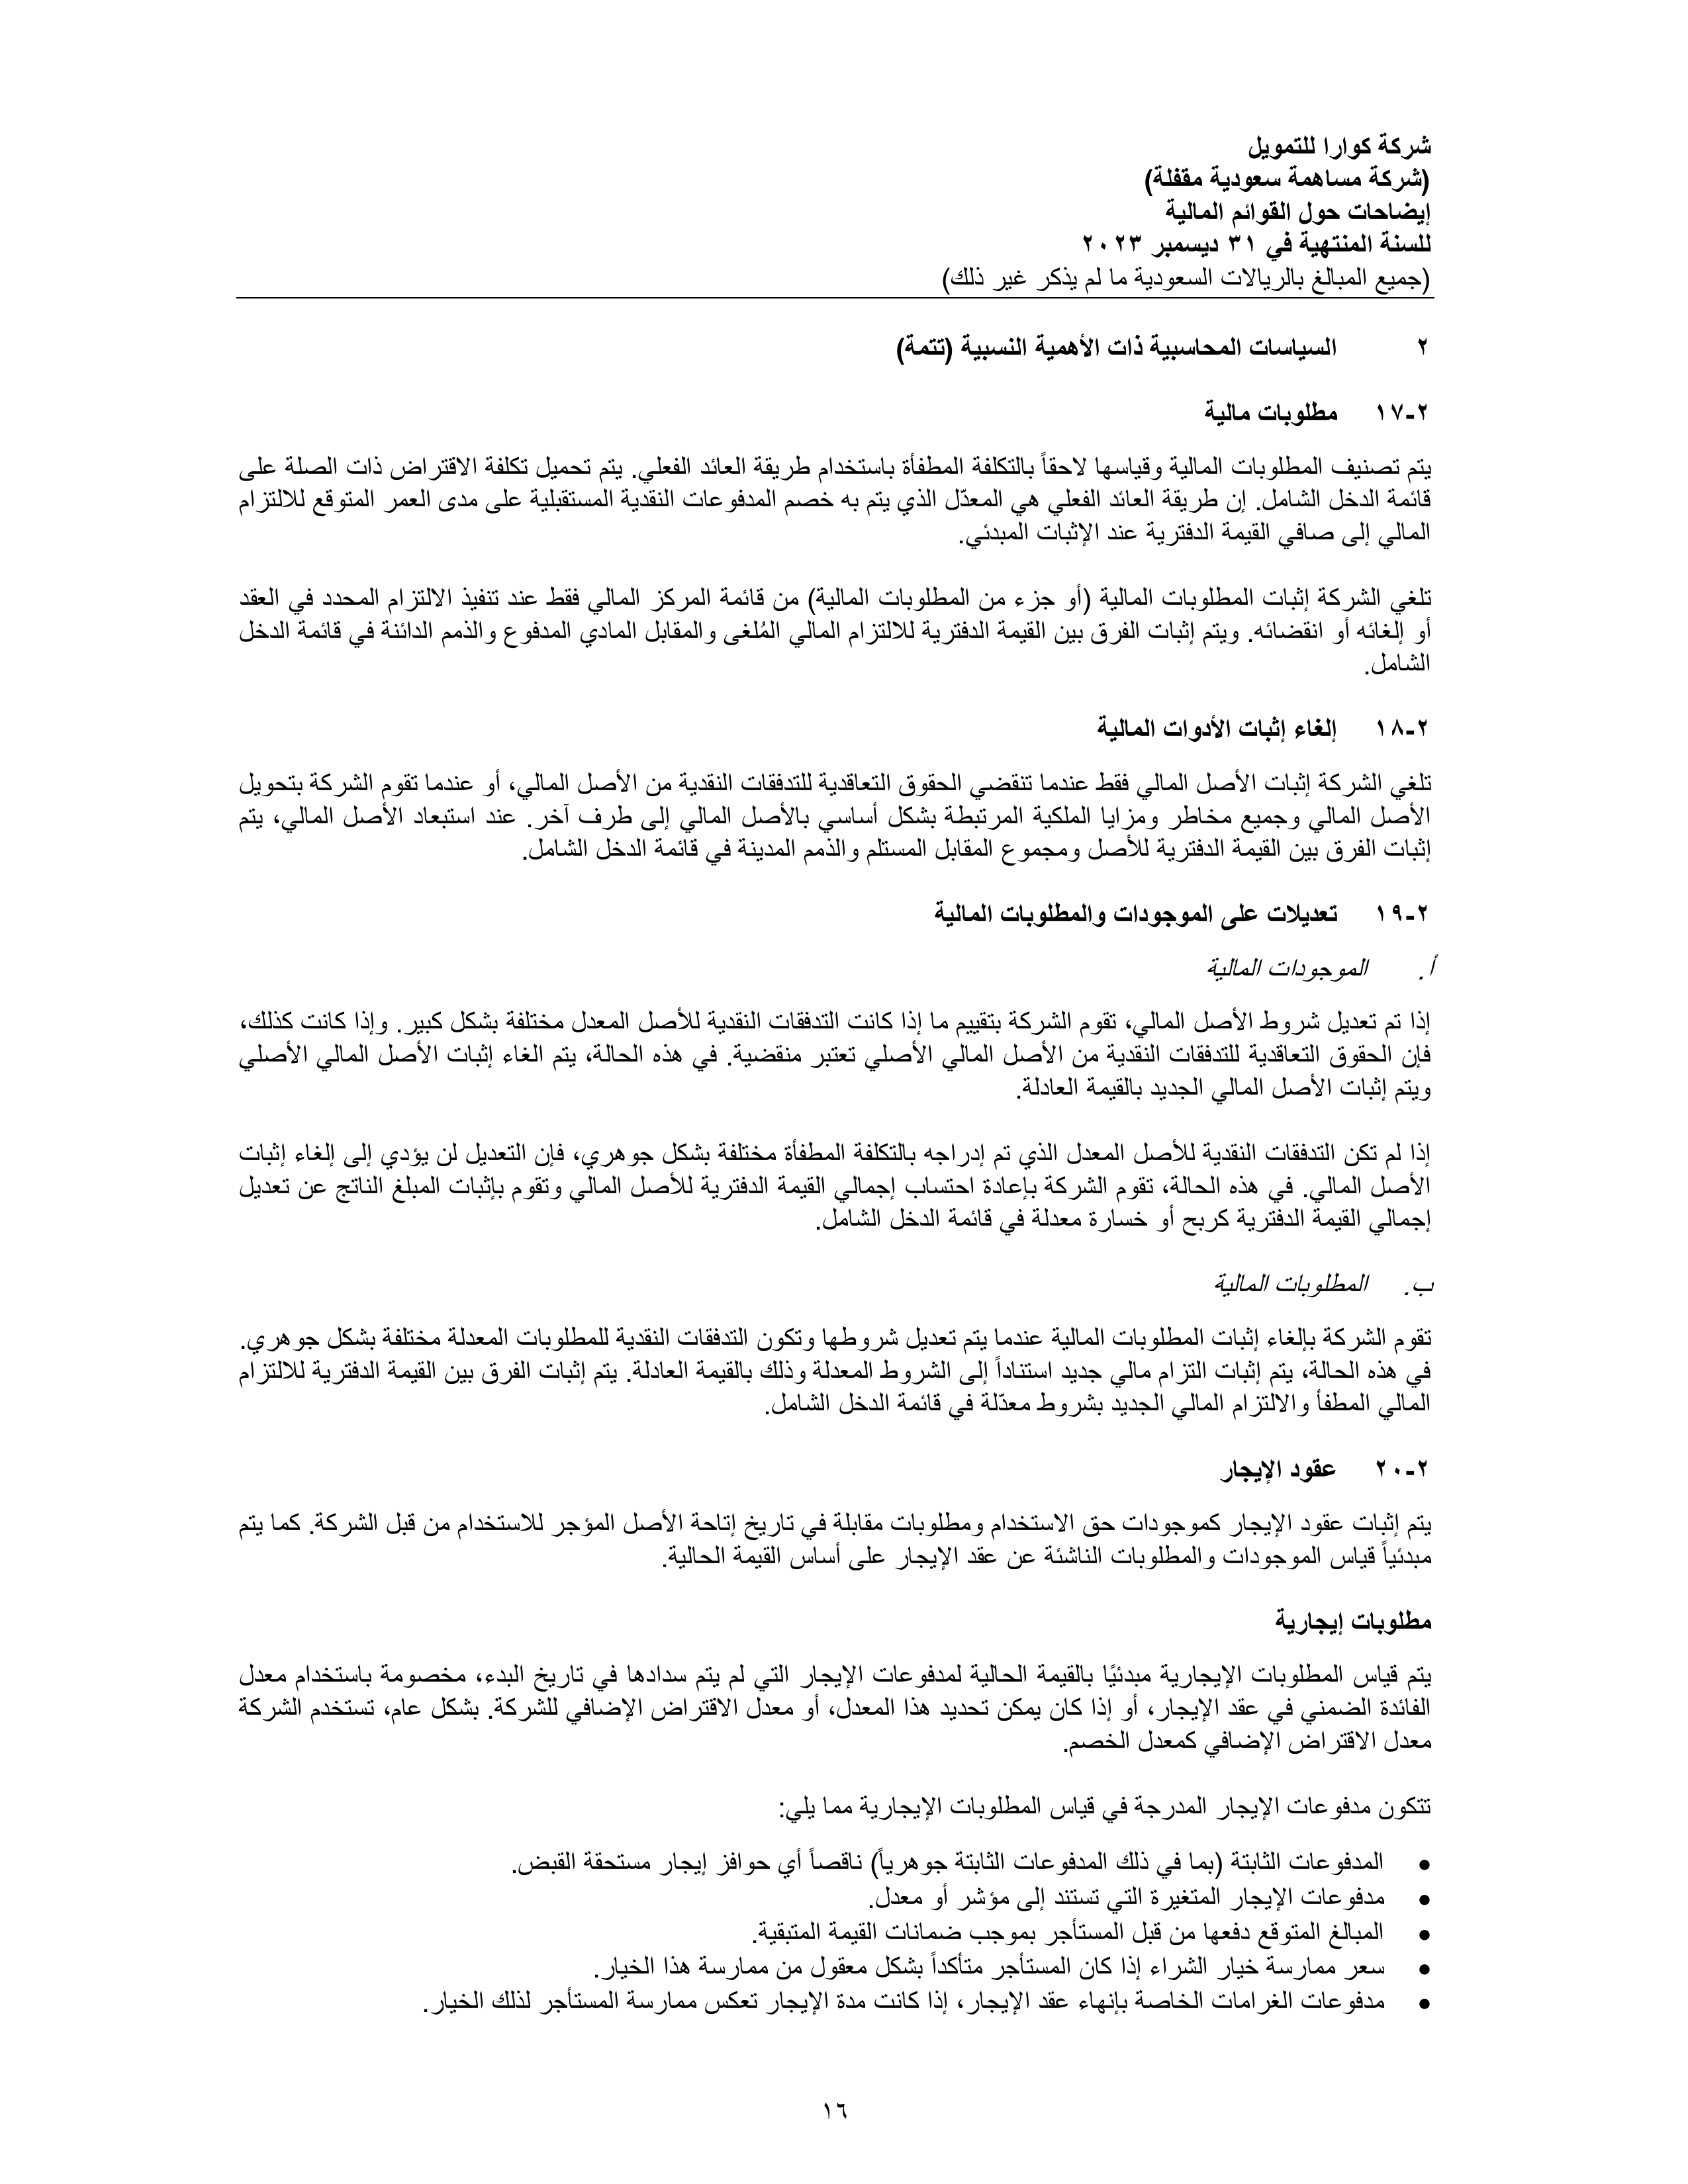 شركة كوارا للتمويل
(شركة مساهمة سعودية مقفلة)
إيضاحات حول القوائم المالية
للسنة المنتهية في ٣١ ديسمبر ٢٠٢٣
(جميع المبالغ بالريالات السعودية ما لم يذكر غير ذلك)
٢ السياسات المحاسبية ذات الأهمية النسبية (تتمة)
٢-١٧ مطلوبات مالية
يتم تصنيف المطلوبات المالية وقياسها لاحقاً بالتكلفة المطفأة باستخدام طريقة العائد الفعلي. يتم تحميل تكلفة الاقتراض ذات الصلة على
قائمة الدخل الشامل. إن طريقة العائد الفعلي هي المعدّل الذي يتم به خصم المدفوعات النقدية المستقبلية على مدى العمر المتوقع للالتزام
المالي إلى صافي القيمة الدفترية عند الإثبات المبدئي.
تلغي الشركة إثبات المطلوبات المالية (أو جزء من المطلوبات المالية) من قائمة المركز المالي فقط عند تنفيذ الالتزام المحدد في العقد
أو إلغائه أو انقضائه. ويتم إثبات الفرق بين القيمة الدفترية للالتزام المالي المُلغى والمقابل المادي المدفوع والذمم الدائنة في قائمة الدخل
الشامل.
٢-١٨ إلغاء إثبات الأدوات المالية
تلغي الشركة إثبات الأصل المالي فقط عندما تنقضي الحقوق التعاقدية للتدفقات النقدية من الأصل المالي، أو عندما تقوم الشركة بتحويل
الأصل المالي وجميع مخاطر ومزايا الملكية المرتبطة بشكل أساسي بالأصل المالي إلى طرف آخر. عند استبعاد الأصل المالي، يتم
إثبات الفرق بين القيمة الدفترية للأصل ومجموع المقابل المستلم والذمم المدينة في قائمة الدخل الشامل.
٢-١٩ تعديلات على الموجودات والمطلوبات المالية
أ. الموجودات المالية
إذا تم تعديل شروط الأصل المالي، تقوم الشركة بتقييم ما إذا كانت التدفقات النقدية للأصل المعدل مختلفة بشكل كبير. وإذا كانت كذلك،
فإن الحقوق التعاقدية للتدفقات النقدية من الأصل المالي الأصلي تعتبر منقضية. في هذه الحالة، يتم الغاء إثبات الأصل المالي الأصلي
ويتم إثبات الأصل المالي الجديد بالقيمة العادلة.
إذا لم تكن التدفقات النقدية للأصل المعدل الذي تم إدراجه بالتكلفة المطفأة مختلفة بشكل جوهري، فإن التعديل لن يؤدي إلى إلغاء إثبات
الأصل المالي. في هذه الحالة، تقوم الشركة بإعادة احتساب إجمالي القيمة الدفترية للأصل المالي وتقوم بإثبات المبلغ الناتج عن تعديل
إجمالي القيمة الدفترية كربح أو خسارة معدلة في قائمة الدخل الشامل.
ب. المطلوبات المالية
تقوم الشركة بإلغاء إثبات المطلوبات المالية عندما يتم تعديل شروطها وتكون التدفقات النقدية للمطلوبات المعدلة مختلفة بشكل جوهري.
في هذه الحالة، يتم إثبات التزام مالي جديد استناداً إلى الشروط المعدلة وذلك بالقيمة العادلة. يتم إثبات الفرق بين القيمة الدفترية للالتزام
المالي المطفأ والالتزام المالي الجديد بشروط معدّلة في قائمة الدخل الشامل.
٢-٢٠ عقود الإيجار
يتم إثبات عقود الإيجار كموجودات حق الاستخدام ومطلوبات مقابلة في تاريخ إتاحة الأصل المؤجر للاستخدام من قبل الشركة. كما يتم
مبدئياً قياس الموجودات والمطلوبات الناشئة عن عقد الإيجار على أساس القيمة الحالية.
مطلوبات إيجارية
يتم قياس المطلوبات الإيجارية مبدئيًا بالقيمة الحالية لمدفوعات الإيجار التي لم يتم سدادها في تاريخ البدء، مخصومة باستخدام معدل
الفائدة الضمني في عقد الإيجار، أو إذا كان يمكن تحديد هذا المعدل، أو معدل الاقتراض الإضافي للشركة. بشكل عام، تستخدم الشركة
معدل الاقتراض الإضافي كمعدل الخصم.
تتكون مدفوعات الإيجار المدرجة في قياس المطلوبات الإيجارية مما يلي:
• المدفوعات الثابتة (بما في ذلك المدفوعات الثابتة جوهرياً) ناقصاً أي حوافز إيجار مستحقة القبض.
• مدفوعات الإيجار المتغيرة التي تستند إلى مؤشر أو معدل.
• المبالغ المتوقع دفعها من قبل المستأجر بموجب ضمانات القيمة المتبقية.
• سعر ممارسة خيار الشراء إذا كان المستأجر متأكداً بشكل معقول من ممارسة هذا الخيار.
• مدفوعات الغرامات الخاصة بإنهاء عقد الإيجار، إذا كانت مدة الإيجار تعكس ممارسة المستأجر لذلك الخيار.
١٦